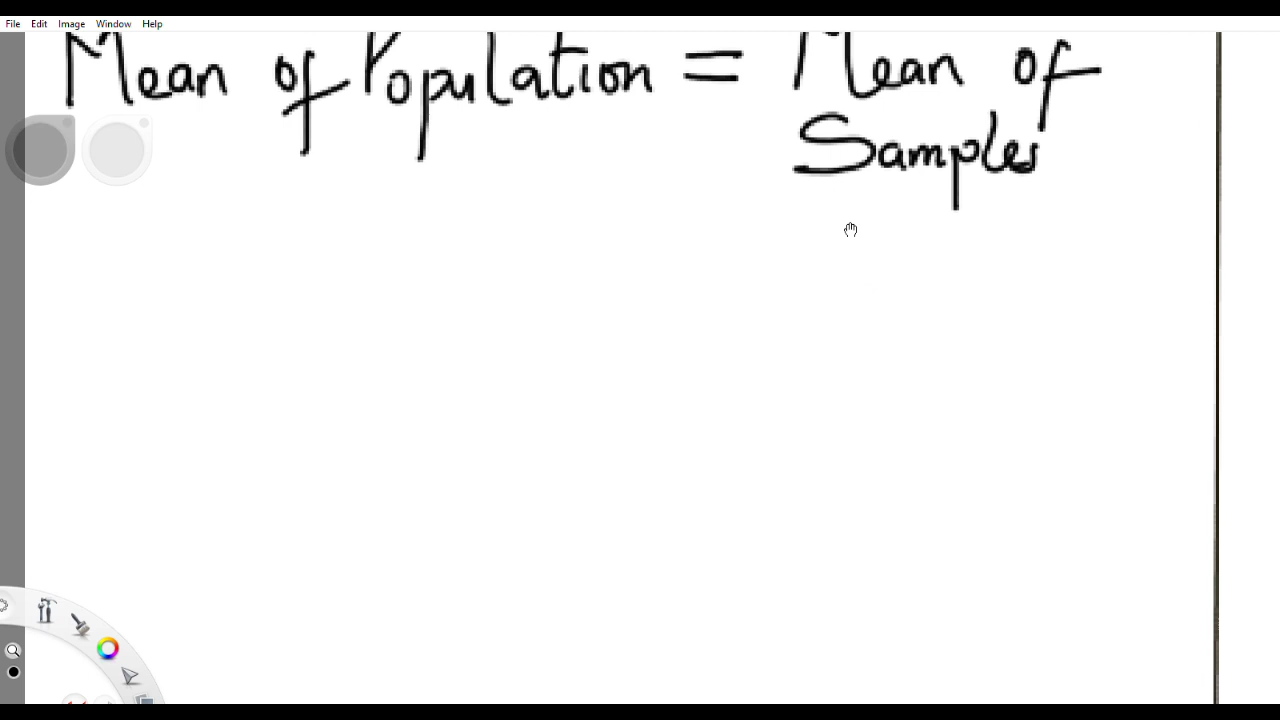 File Edit Image Window Help
Mean of Population = Mean of
Samples